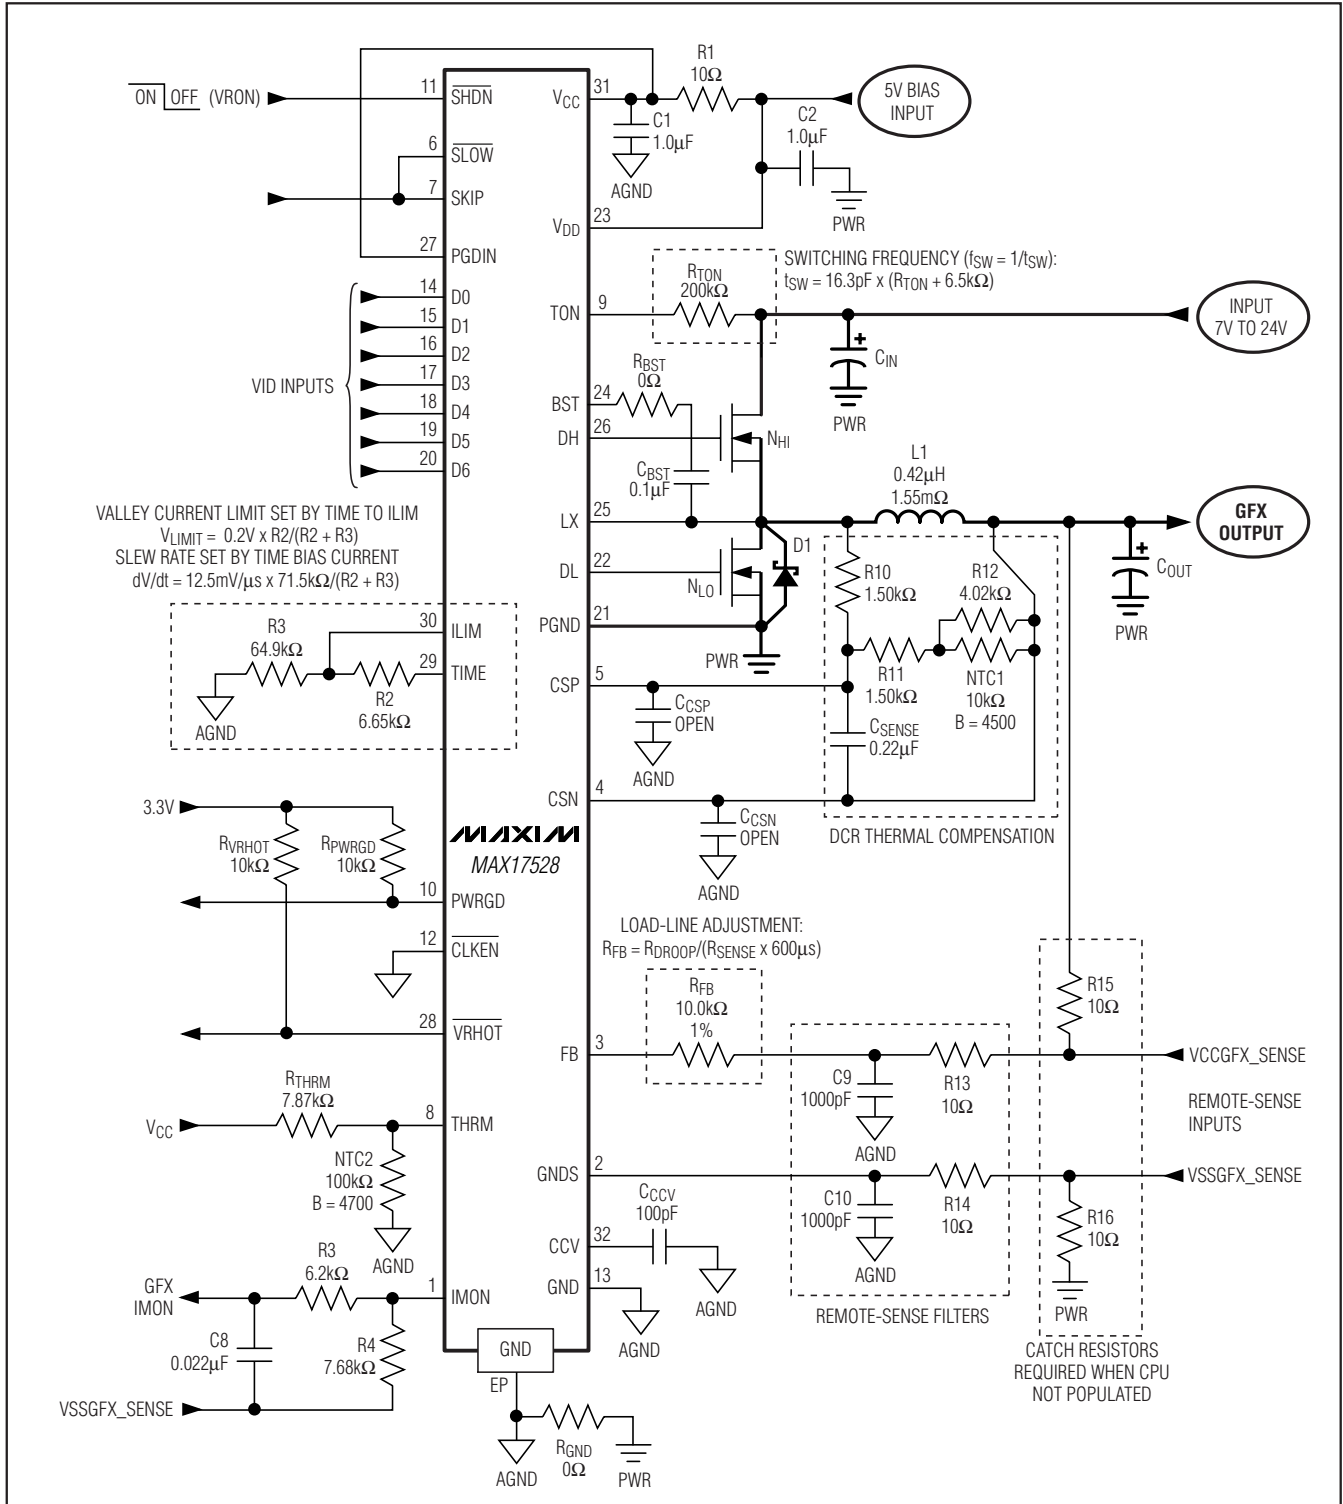 R1
10Ω
ON OFF (VRON)
11
SHDN
VCC
31
5V BIAS
INPUT
C1
1.0µF
C2
1.0µF
AGND
PWR
6
SLOW
7
SKIP
VDD
23
27
PGDIN
SWITCHING FREQUENCY (fSW = 1/tSW):
tSW = 16.3pF x (RTON + 6.5kΩ)
RTON
200kΩ
14
D0
15
D1
16
D2
17
D3
18
D4
19
D5
20
D6
VID INPUTS
TON
9
INPUT
7V TO 24V
CIN
PWR
RBST
0Ω
BST
24
DH
26
NHI
CBST
0.1µF
L1
0.42µH
1.55mΩ
LX
25
GFX
OUTPUT
COUT
PWR
DL
22
NLO
D1
PGND
21
PWR
VALLEY CURRENT LIMIT SET BY TIME TO ILIM
VLIMIT = 0.2V x R2/(R2 + R3)
SLEW RATE SET BY TIME BIAS CURRENT
dV/dt = 12.5mV/µs x 71.5kΩ/(R2 + R3)
30
ILIM
R3
64.9kΩ
29
TIME
R2
6.65kΩ
AGND
R10
1.50kΩ
R12
4.02kΩ
R11
1.50kΩ
NTC1
10kΩ
B = 4500
CSP
5
CCSP
OPEN
AGND
CSENSE
0.22µF
CSN
4
CCSN
OPEN
AGND
DCR THERMAL COMPENSATION
3.3V
RVRHOT
10kΩ
RPWRGD
10kΩ
MAXIM
MAX17528
10
PWRGD
12
CLKEN
28
VRHOT
LOAD-LINE ADJUSTMENT:
RFB = RDROOP/(RSENSE x 600µs)
RFB
10.0kΩ
1%
FB
3
R15
10Ω
VCCGFX_SENSE
C9
1000pF
R13
10Ω
AGND
REMOTE-SENSE
INPUTS
RTHRM
7.87kΩ
VCC
8
THRM
NTC2
100kΩ
B = 4700
AGND
GNDS
2
VSSGFX_SENSE
C10
1000pF
R14
10Ω
R16
10Ω
AGND
PWR
CCCV
100pF
CCV
32
AGND
GND
13
AGND
REMOTE-SENSE FILTERS
CATCH RESISTORS
REQUIRED WHEN CPU
NOT POPULATED
R3
6.2kΩ
GFX
IMON
1
IMON
C8
0.022µF
R4
7.68kΩ
VSSGFX_SENSE
GND
EP
AGND
RGND
0Ω
PWR